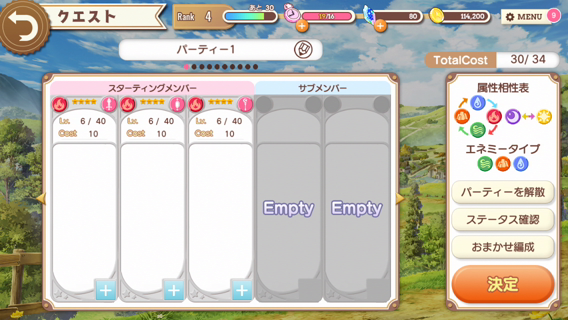 クエスト
Rank 4
あと 30
19/16
80
114,200
MENU
9
パーティー1
TotalCost 30/34
スターティングメンバー
サブメンバー
Lv. 6 / 40
Cost 10
Lv. 6 / 40
Cost 10
Lv. 6 / 40
Cost 10
Empty
Empty
属性相性表
エネミータイプ
パーティーを解散
ステータス確認
おまかせ編成
決定